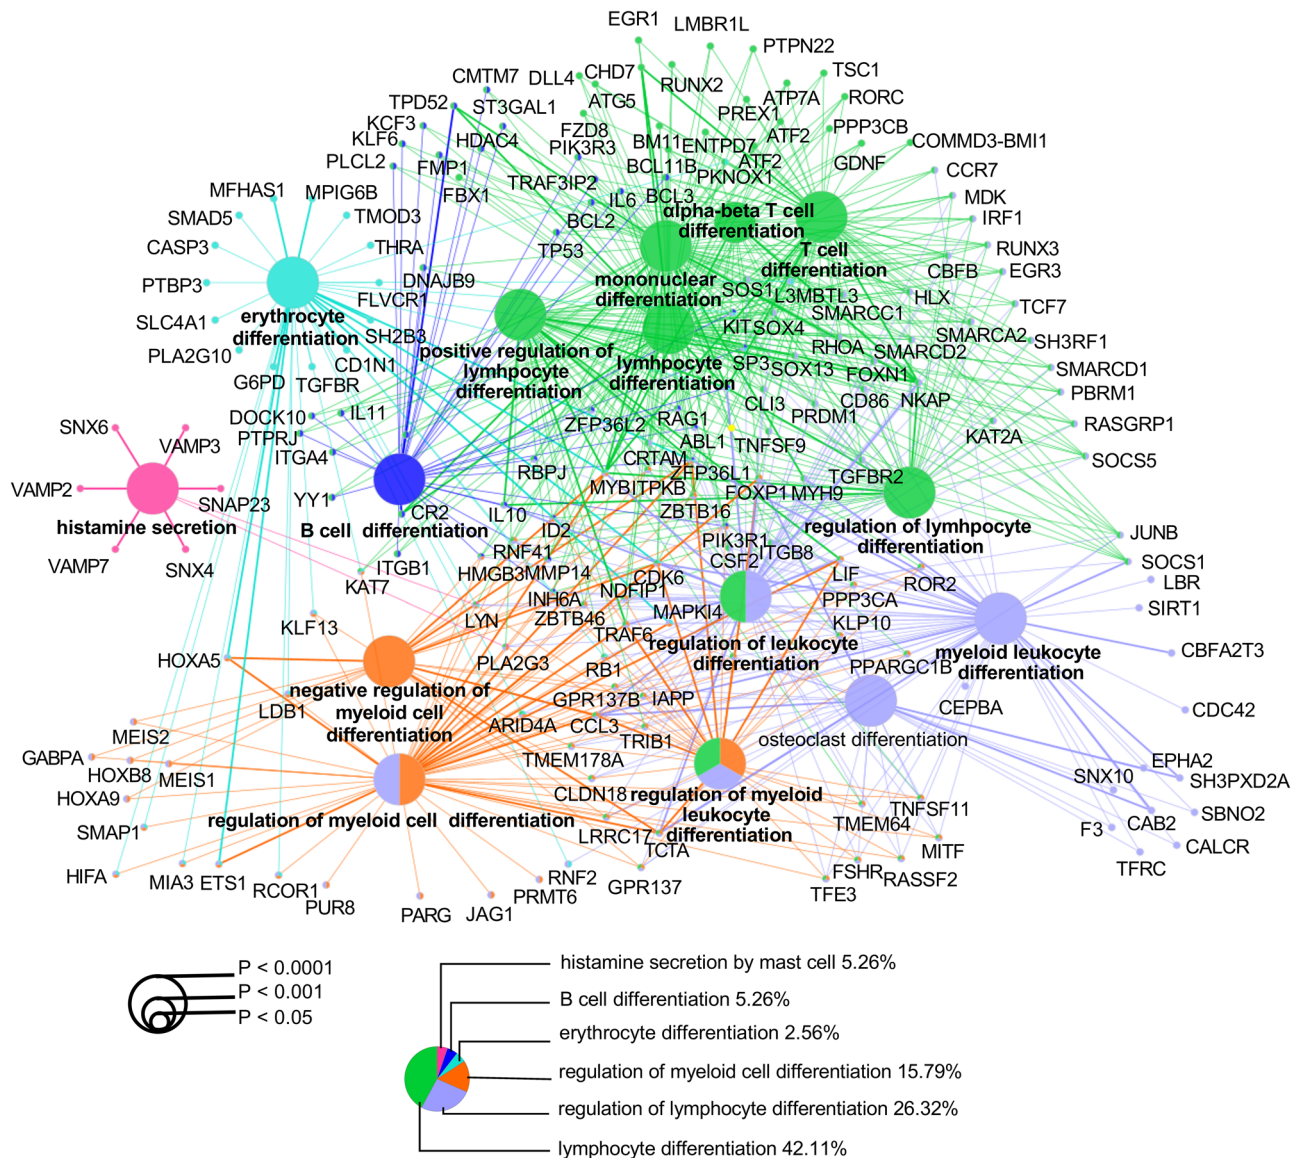 EGR1
LMBR1L
PTPN22
CMTM7
DLL4
CHD7
RUNX2
TSC1
TPD52
ST3GAL1
ATG5
PREX1
ATP7A
RORC
KCF3
KLF6
HDAC4
FZD8
PIK3R3
BM11
ENTPD7
ATF2
PPP3CB
COMMD3-BMI1
PLCL2
FMP1
BCL11B
ATF2
GDNF
CCR7
FBX1
TRAF3IP2
IL6
BCL3
PKNOX1
MFHAS1
MPIG6B
MDK
SMAD5
TMOD3
BCL2
αlpha-beta T cell
differentiation
IRF1
CASP3
THRA
TP53
T cell
differentiation
RUNX3
PTBP3
DNAJB9
mononuclear
differentiation
CBFB
EGR3
FLVCR1
SOS1
L3MBTL3
HLX
TCF7
SLC4A1
erythrocyte
differentiation
SH2B3
KIT
SOX4
SMARCC1
SMARCA2
SH3RF1
PLA2G10
CD1N1
positive regulation of
lymhpocyte
differentiation
lymhpocyte
differentiation
SP3
SOX13
RHOA
SMARCD2
SMARCD1
G6PD
TGFBR
FOXN1
PBRM1
DOCK10
IL11
CLI3
PRDM1
CD86
NKAP
RASGRP1
SNX6
VAMP3
PTPRJ
ITGA4
ZFP36L2
RAG1
ABL1
TNFSF9
KAT2A
SOCS5
VAMP2
SNAP23
RBPJ
CRTAM
ZFP36L1
TGFBR2
histamine secretion
YY1
MYB
ITPKB
FOXP1
MYH9
B cell differentiation
CR2
IL10
ID2
ZBTB16
regulation of lymhpocyte
differentiation
VAMP7
SNX4
ITGB1
RNF41
PIK3R1
ITGB8
JUNB
KAT7
HMGB3
MMP14
CSF2
LIF
ROR2
SOCS1
CDK6
NDFIP1
LBR
INH6A
ZBTB46
MAPKI4
PPP3CA
SIRT1
KLF13
LYN
TRAF6
KLP10
HOXA5
PLA2G3
RB1
regulation of leukocyte
differentiation
PPARGC1B
myeloid leukocyte
differentiation
CBFA2T3
negative regulation of
myeloid cell
differentiation
LDB1
GPR137B
IAPP
CEPBA
CDC42
MEIS2
ARID4A
CCL3
TRIB1
osteoclast differentiation
GABPA
HOXB8
MEIS1
TMEM178A
SNX10
EPHA2
SH3PXD2A
HOXA9
CLDN18
regulation of myeloid
leukocyte
differentiation
TNFSF11
SBNO2
SMAP1
regulation of myeloid cell differentiation
LRRC17
TMEM64
F3
CAB2
TCTA
MITF
CALCR
HIFA
MIA3
ETS1
RCOR1
RNF2
GPR137
FSHR
RASSF2
TFRC
PUR8
PARG
JAG1
PRMT6
TFE3
P < 0.0001
P < 0.001
P < 0.05
histamine secretion by mast cell 5.26%
B cell differentiation 5.26%
erythrocyte differentiation 2.56%
regulation of myeloid cell differentiation 15.79%
regulation of lymphocyte differentiation 26.32%
lymphocyte differentiation 42.11%